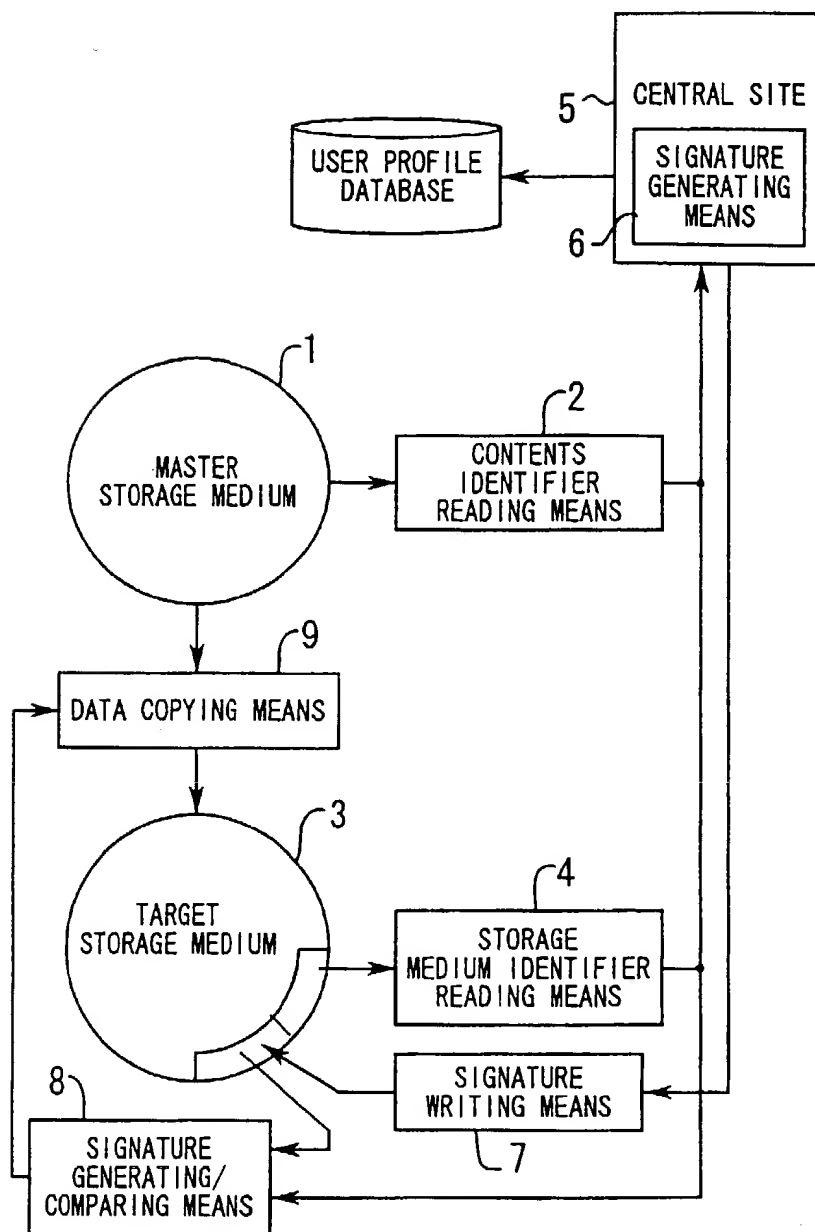 5
CENTRAL SITE
USER PROFILE
DATABASE
SIGNATURE
GENERATING
MEANS
6
1
2
MASTER
STORAGE MEDIUM
CONTENTS
IDENTIFIER
READING MEANS
9
DATA COPYING MEANS
3
4
TARGET
STORAGE MEDIUM
STORAGE
MEDIUM IDENTIFIER
READING MEANS
8
SIGNATURE
WRITING MEANS
7
SIGNATURE
GENERATING/
COMPARING MEANS